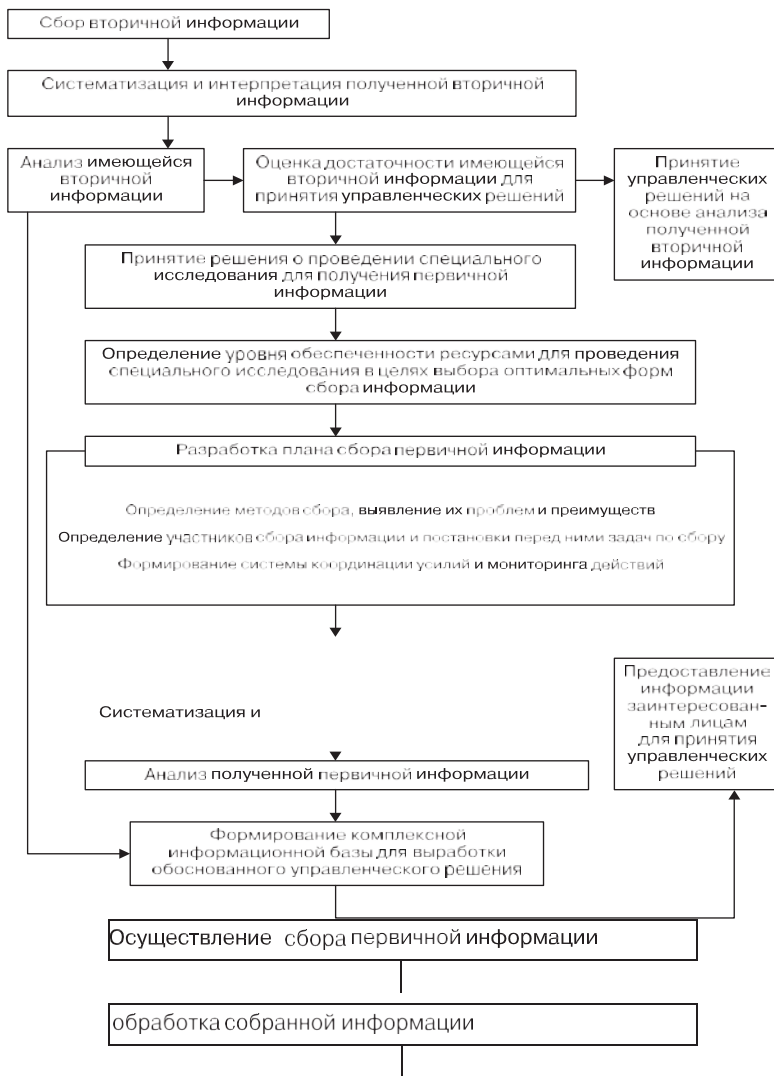 Сбор вторичной информации
Систематизация и интерпретация полученной вторичной
информации
Анализ имеющейся
вторичной
информации
Оценка достаточности имеющейся
вторичной информации для
принятия управленческих решений
Принятие
управленческих
решений на
основе анализа
полученной
вторичной
информации
Принятие решения о проведении специального
исследования для получения первичной
информации
Определение уровня обеспеченности ресурсами для проведения
специального исследования в целях выбора оптимальных форм
сбора информации
Разработка плана сбора первичной информации
Определение методов сбора, выявление их проблем и преимуществ
Определение участников сбора информации и постановки перед ними задач по сбору
Формирование системы координации усилий и мониторинга действий
Предоставление
информации
заинтересован-
ным лицам
для принятия
управленческих
решений
Систематизация и
Анализ полученной первичной информации
Формирование комплексной
информационной базы для выработки
обоснованного управленческого решения
Осуществление сбора первичной информации
обработка собранной информации